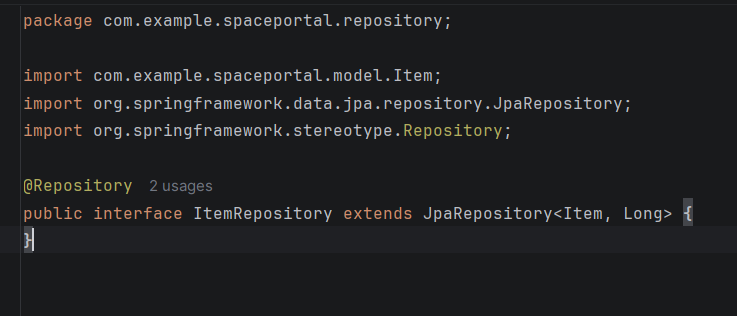 package com.example.spaceportal.repository;
import com.example.spaceportal.model.Item;
import org.springframework.data.jpa.repository.JpaRepository;
import org.springframework.stereotype.Repository;
@Repository 2 usages
public interface ItemRepository extends JpaRepository<Item, Long> {
}